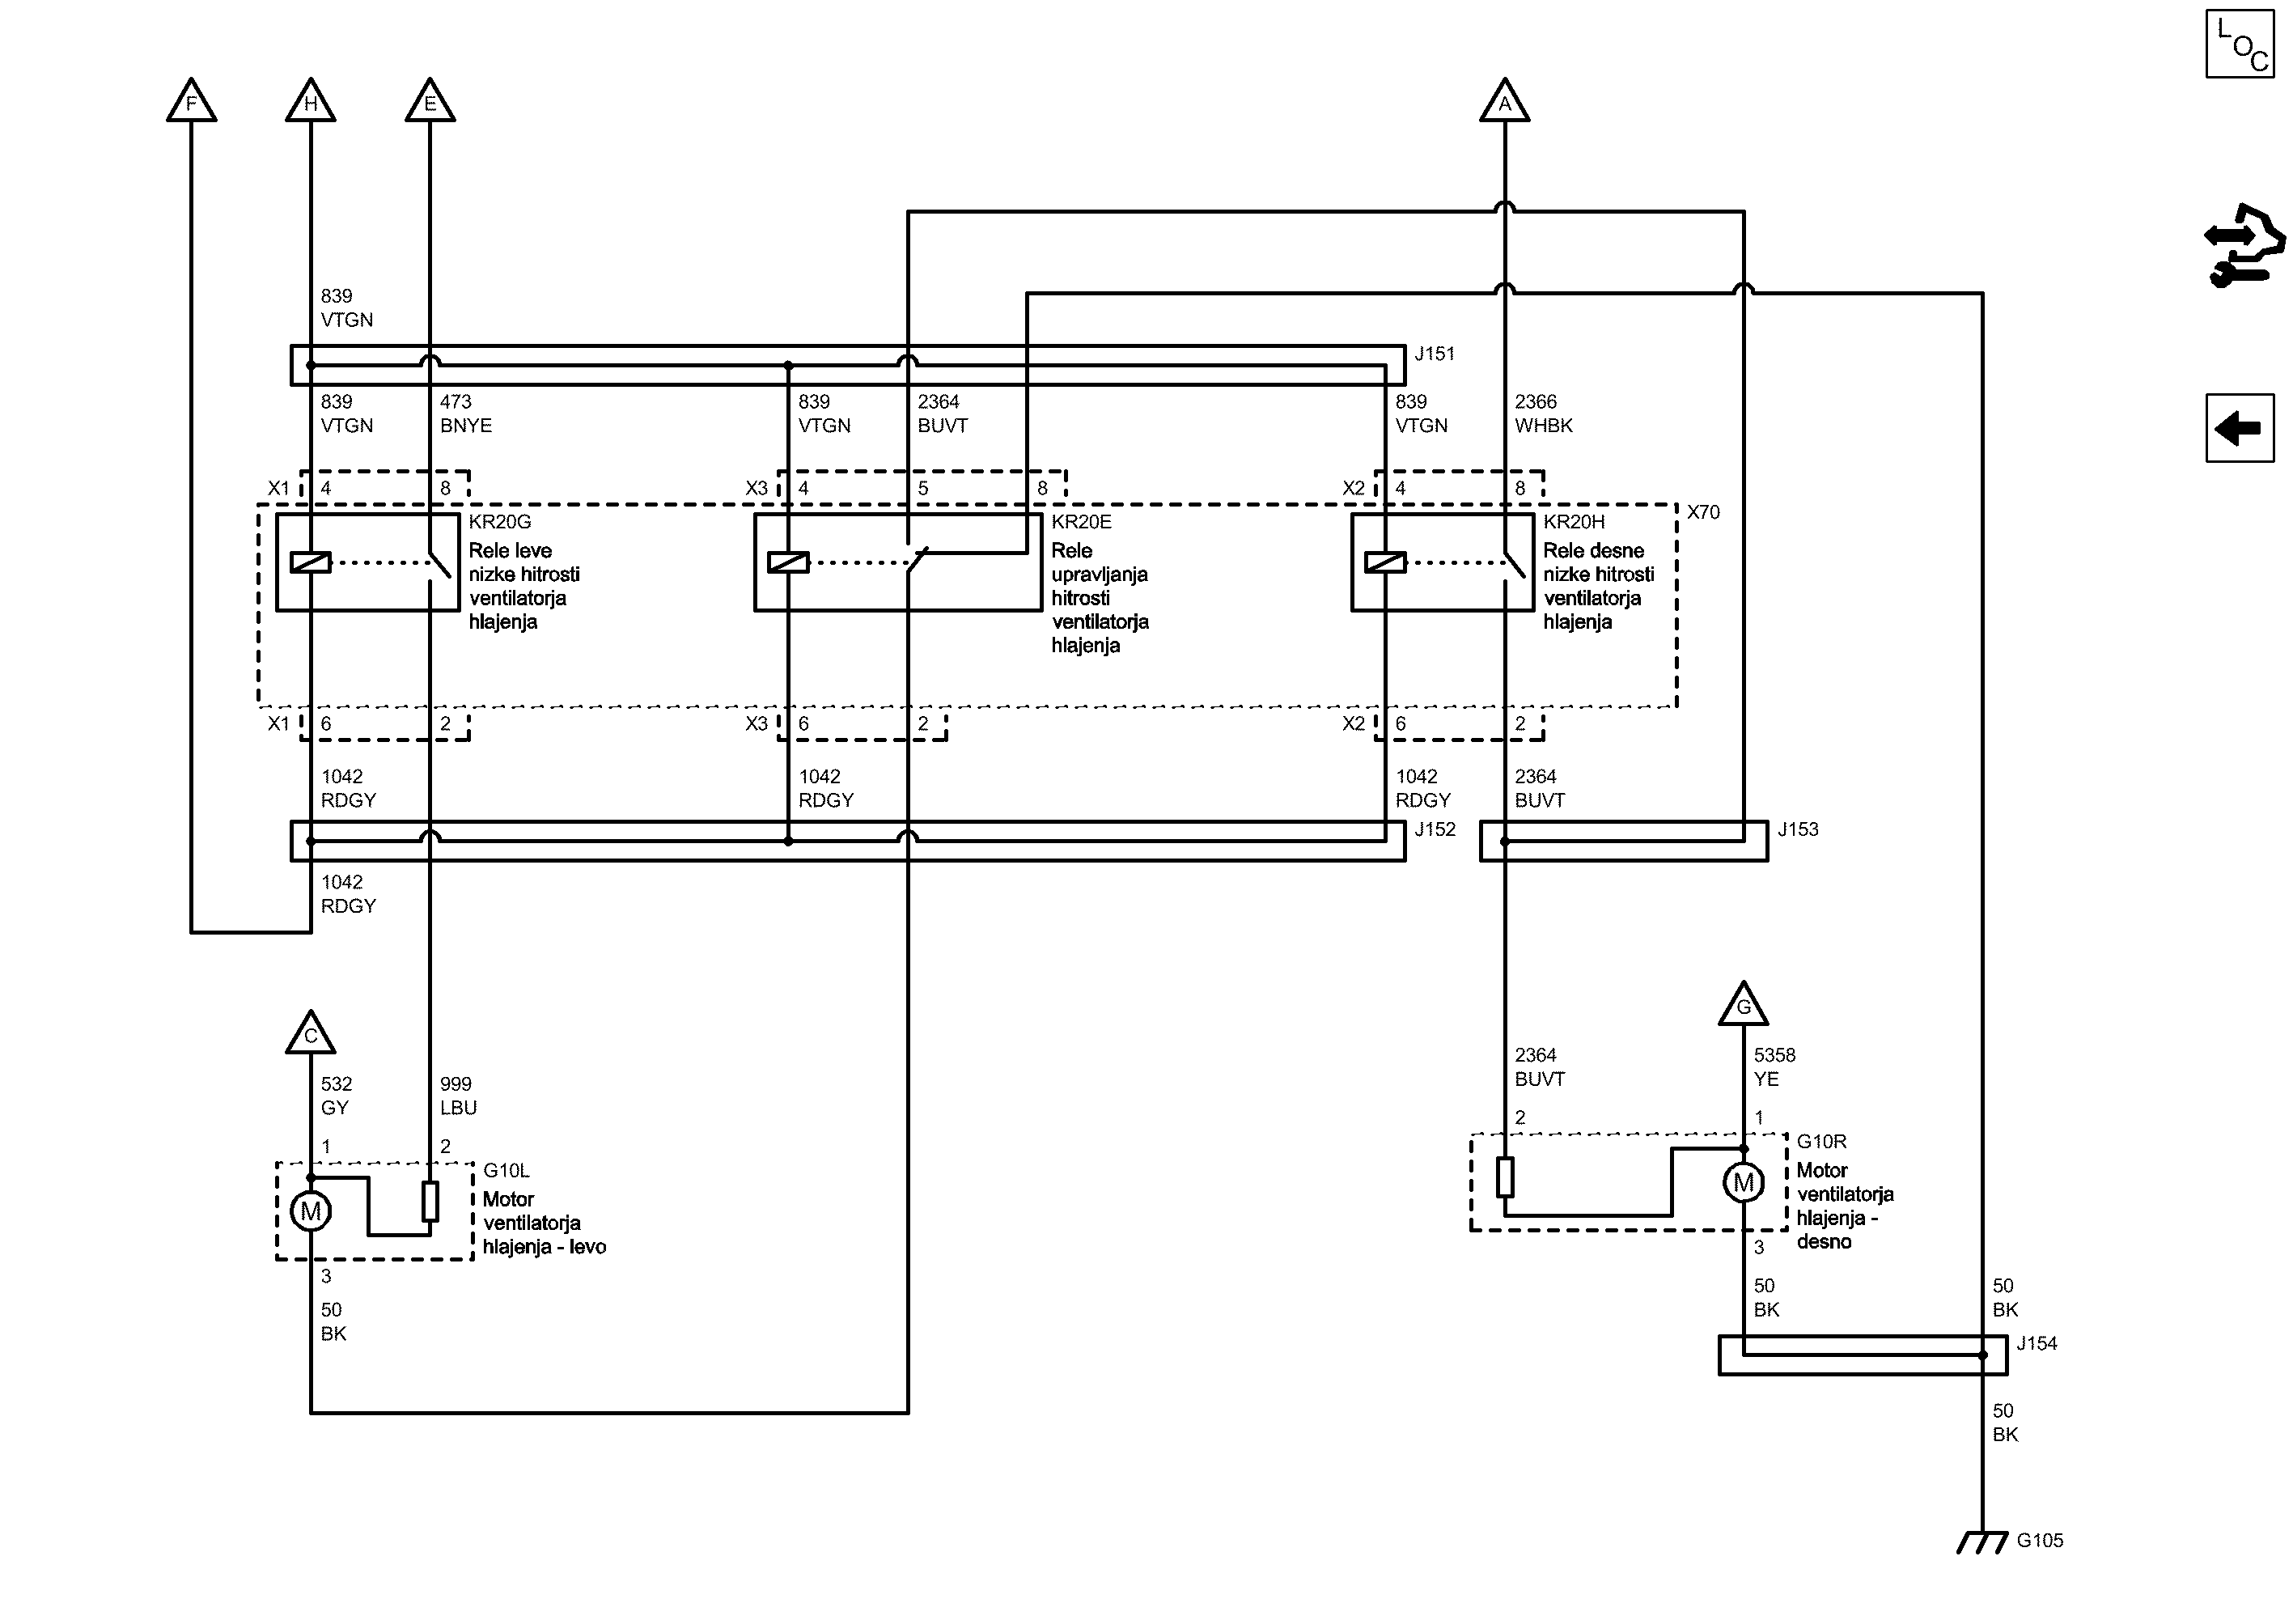 L
O
C
F
H
E
A
839
VTGN
J151
839
VTGN
473
BNYE
839
VTGN
2364
BUVT
839
VTGN
2366
WHBK
X1
4
8
X3
4
5
8
X2
4
8
X70
KR20G
Rele leve
nizke hitrosti
ventilatorja
hlajenja
KR20E
Rele
upravljanja
hitrosti
ventilatorja
hlajenja
KR20H
Rele desne
nizke hitrosti
ventilatorja
hlajenja
X1
6
2
X3
6
2
X2
6
2
1042
RDGY
1042
RDGY
1042
RDGY
2364
BUVT
J152
J153
1042
RDGY
C
G
532
GY
999
LBU
2364
BUVT
5358
YE
1
2
2
1
G10L
Motor
ventilatorja
hlajenja - levo
M
G10R
Motor
ventilatorja
hlajenja -
desno
M
3
3
50
BK
50
BK
50
BK
J154
50
BK
G105